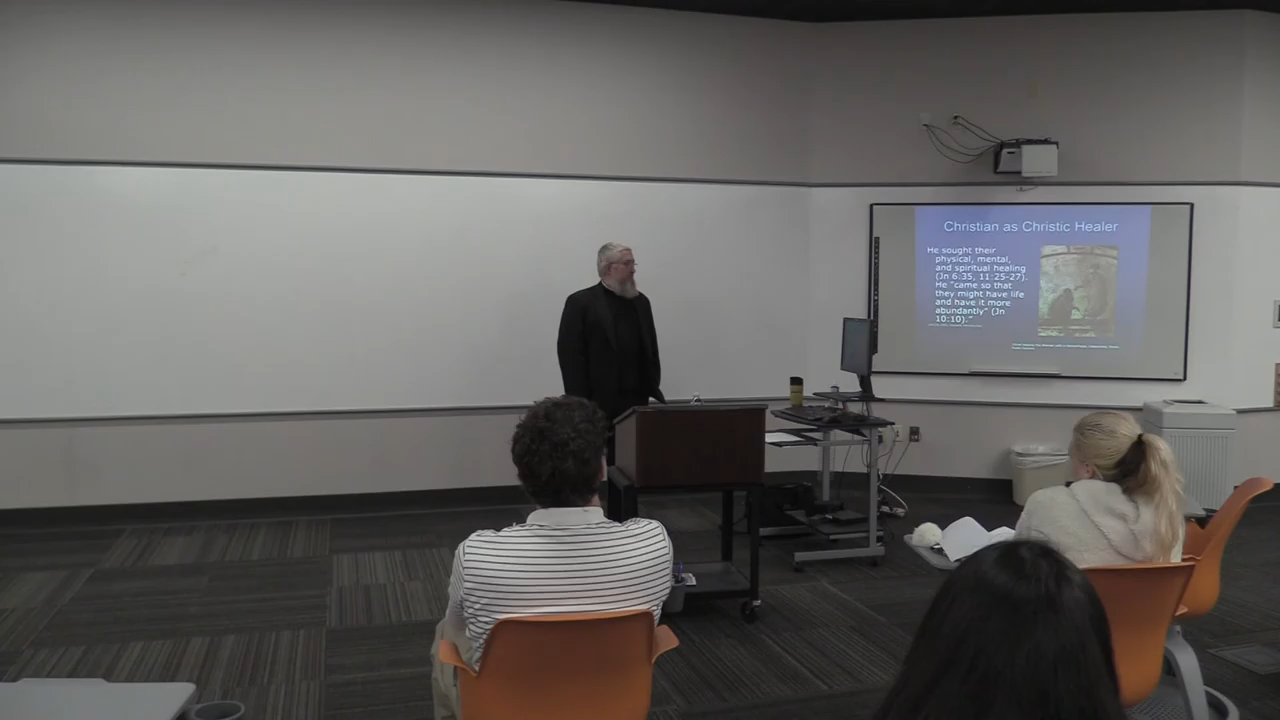 Christian as Christic Healer
He sought their
physical, mental,
and spiritual healing
(Jn 6:35, 11:25-27).
He "came so that
they might have life
and have it more
abundantly" (Jn
10:10)."